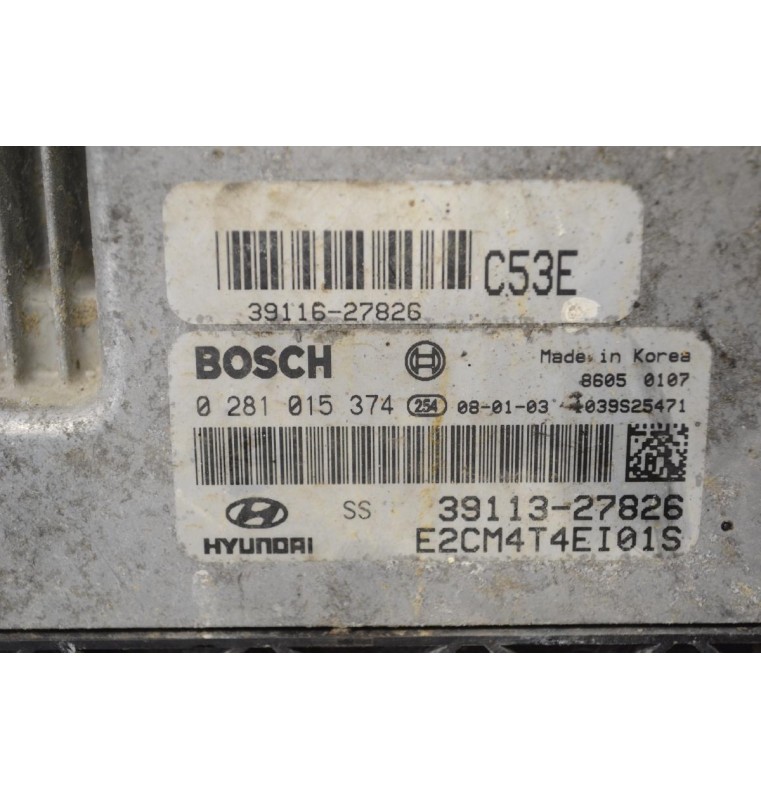 C53E
39116-27826
BOSCH Made in Korea
8605 0107
0 281 015 374 254 08-01-03 1039S25471
SS 39113-27826
HYUNDAI E2CM4T4EI01S